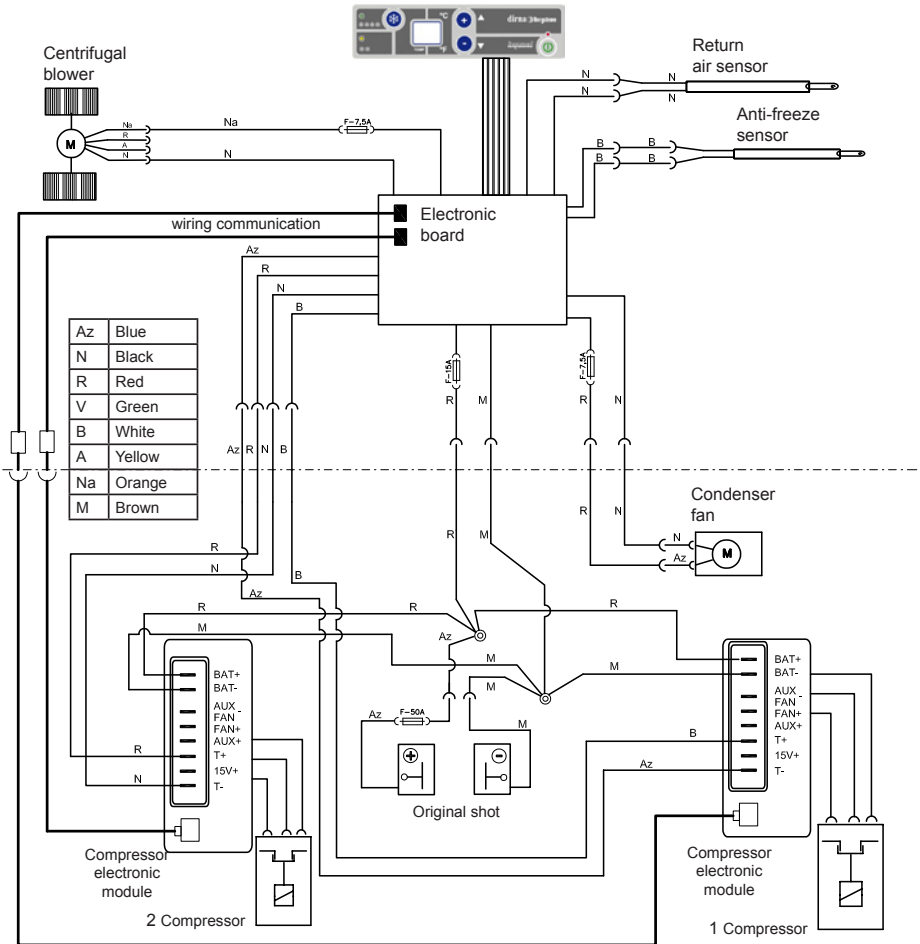 °C
dirna Bergstrom
°F
Centrifugal
blower
M
Na
R
A
N
Na
F-7,5A
N
N
N
N
N
Return
air sensor
B
B
B
B
Anti-freeze
sensor
wiring communication
Electronic
board
Az
R
N
B
Az Blue
N Black
R Red
V Green
B White
A Yellow
Na Orange
M Brown
F-15A
F-7,5A
R
M
R
N
Az
R
N
B
R
M
R
N
Condenser
fan
N
Az
M
R
N
B
Az
R
R
R
M
Az
M
M
M
BAT+
BAT-
AUX -
FAN
FAN+
AUX+
T+
15V+
T-
R
N
Az
F-50A
M
Original shot
B
Az
BAT+
BAT-
AUX -
FAN
FAN+
AUX+
T+
15V+
T-
Compressor
electronic
module
2 Compressor
Compressor
electronic
module
1 Compressor